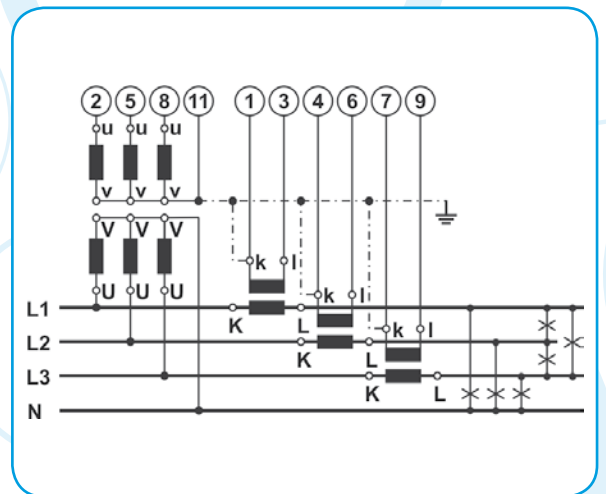 2 5 8 11 1 3 4 6 7 9
u u u
v v v
V V V
k l
U U U
k l
L1
K L
k l
L2
K L
L3
K L
N